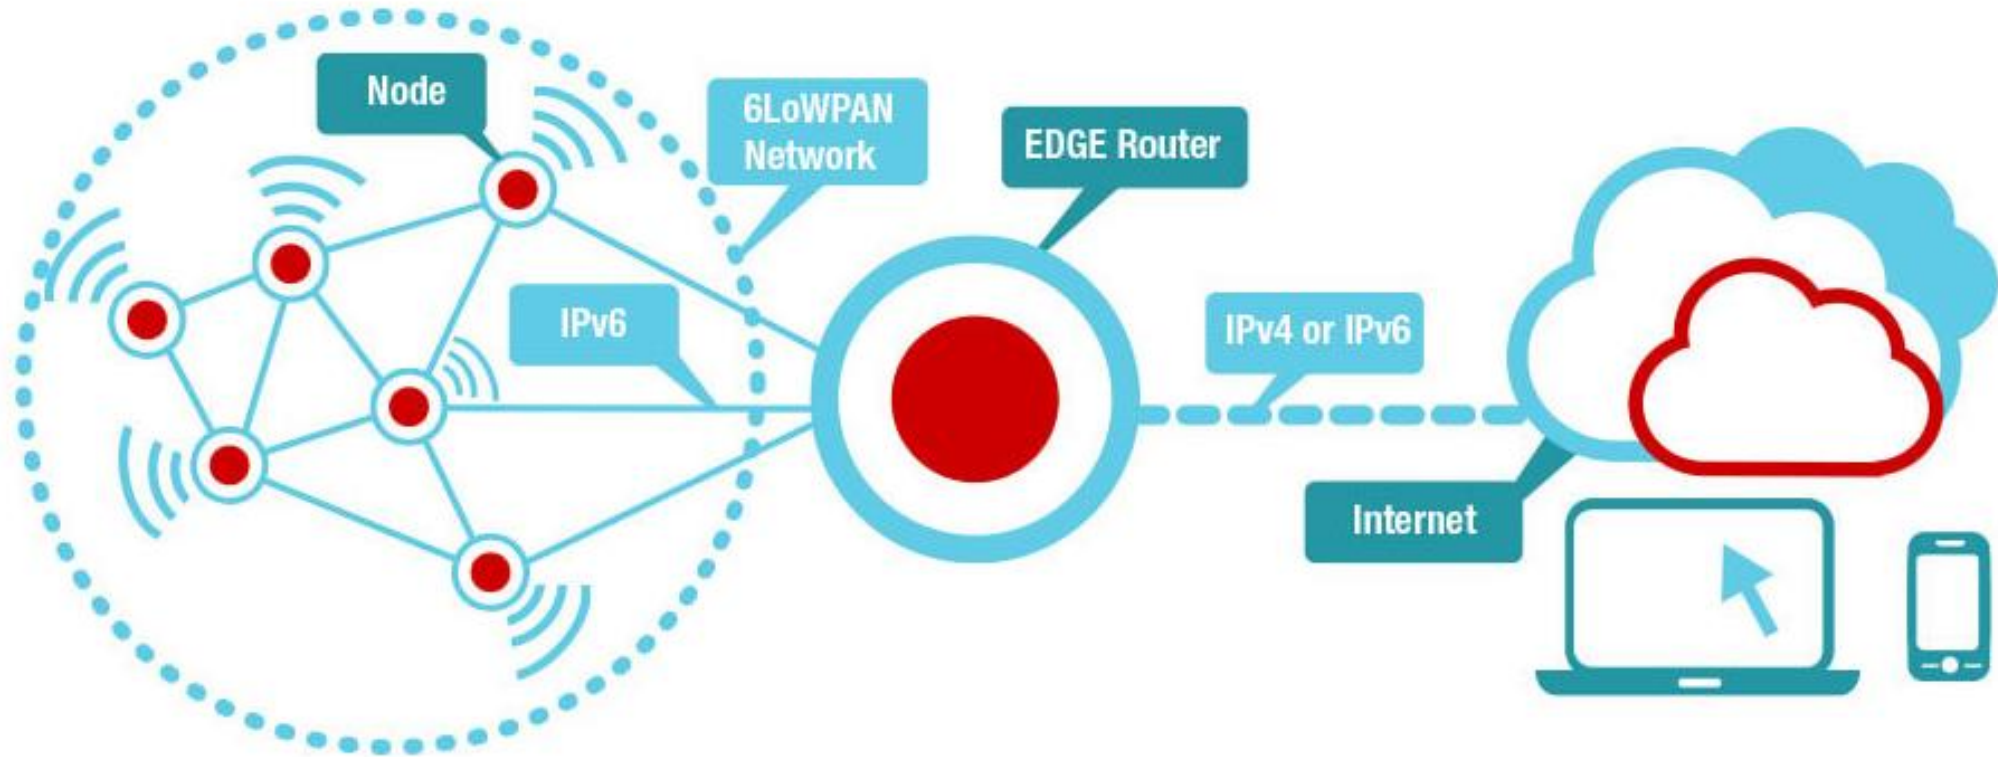 Node
6LoWPAN
Network
EDGE Router
IPv6
IPv4 or IPv6
Internet